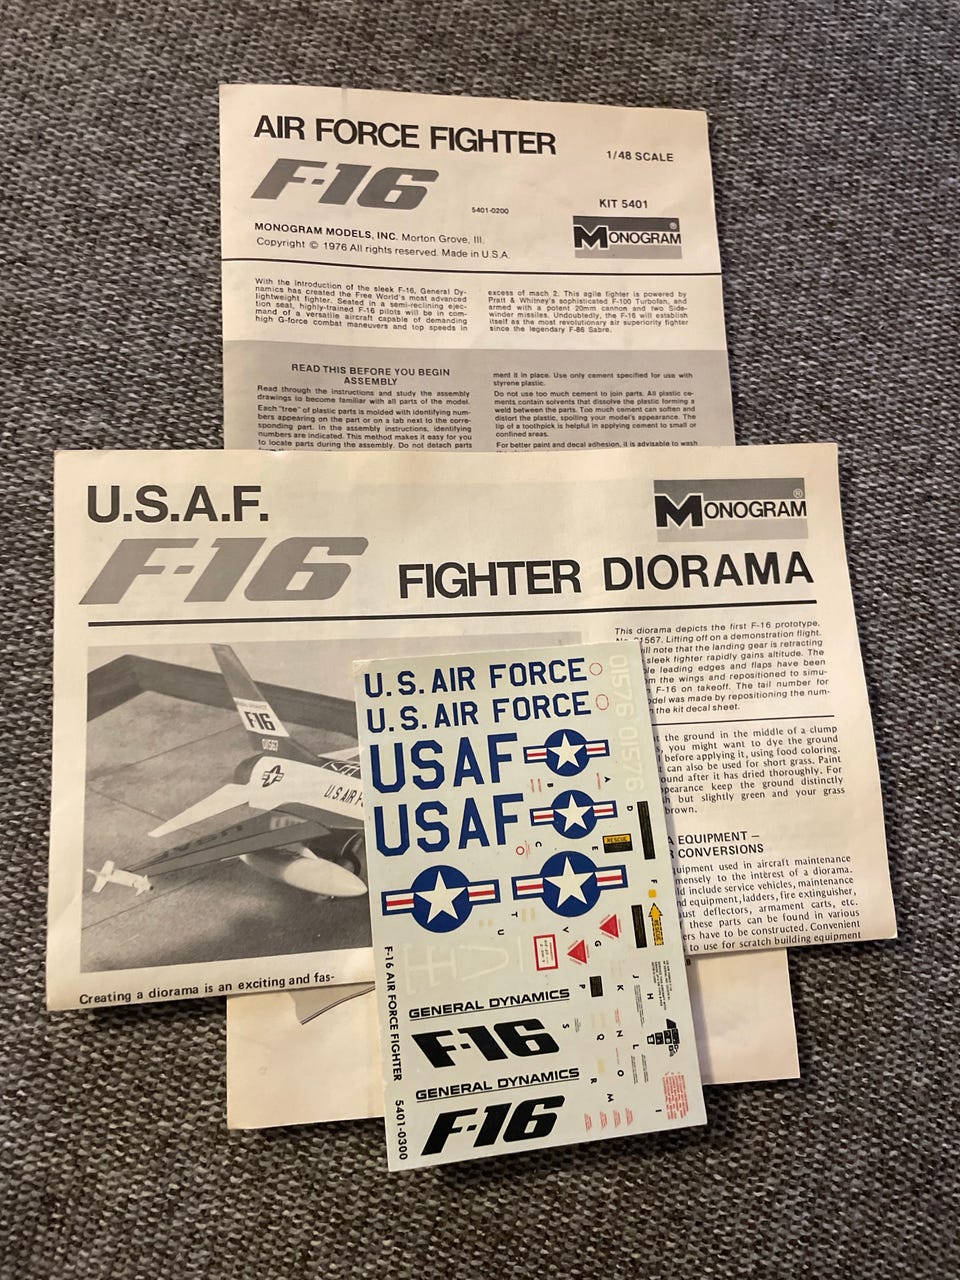 AIR FORCE FIGHTER
F-16
1/48 SCALE
5401-0200
KIT 5401
MONOGRAM MODELS, INC. Morton Grove, Ill.
Copyright © 1976 All rights reserved. Made in U.S.A.
MONOGRAM®
With the introduction of the sleek F-16, General Dy-
namics has created the Free World's most advanced
lightweight fighter. Seated in a semi-reclining ejec-
tion seat, highly-trained F-16 pilots will be in com-
mand of a versatile aircraft capable of demanding
high G-force combat maneuvers and top speeds in
excess of mach 2. This agile fighter is powered by
Pratt & Whitney's sophisticated F-100 Turbofan, and
armed with a potent 20mm cannon and two Side-
winder missiles. Undoubtedly, the F-16 will establish
itself as the most revolutionary air superiority fighter
since the legendary F-86 Sabre.
READ THIS BEFORE YOU BEGIN
ASSEMBLY
Read through the instructions and study the assembly
drawings to become familiar with all parts of the model.
Each "tree" of plastic parts is molded with identifying num-
bers appearing on the part or on a tab next to the corre-
sponding part. In the assembly instructions, identifying
numbers are indicated. This method makes it easy for you
to locate parts during the assembly. Do not detach parts
ment it in place. Use only cement specified for use with
styrene plastic.
Do not use too much cement to join parts. All plastic ce-
ments contain solvents that dissolve the plastic forming a
weld between the parts. Too much cement can soften and
distort the plastic, spoiling your model's appearance. The
tip of a toothpick is helpful in applying cement to small or
confined areas.
For better paint and decal adhesion, it is advisable to wash
U.S.A.F.
F-16 FIGHTER DIORAMA
MONOGRAM®
This diorama depicts the first F-16 prototype,
No. 01567. Lifting off on a demonstration flight.
will note that the landing gear is retracting
sleek fighter rapidly gains altitude. The
leading edges and flaps have been
the wings and repositioned to simu-
F-16 on takeoff. The tail number for
model was made by repositioning the num-
in the kit decal sheet.
the ground in the middle of a clump
you might want to dye the ground
before applying it, using food coloring.
can also be used for short grass. Paint
after it has dried thoroughly. For
appearance keep the ground distinctly
but slightly green and your grass
brown.
EQUIPMENT –
CONVERSIONS
equipment used in aircraft maintenance
immensely to the interest of a diorama.
include service vehicles, maintenance
equipment, ladders, fire extinguisher,
deflectors, armament carts, etc.
these parts can be found in various
have to be constructed. Convenient
to use for scratch building equipment
F-16
01567
U.S. AIR F
Creating a diorama is an exciting and fas-
U.S. AIR FORCE
U.S. AIR FORCE
USAF
USAF
01576 01576
A
B
D
C
E
RESCUE
F
RESCUE
T
U
V
G
P
J
K
H
S
Q
N
L
R
O
M
I
GENERAL DYNAMICS
F-16
GENERAL DYNAMICS
F-16
F-16 AIR FORCE FIGHTER 5401-0300